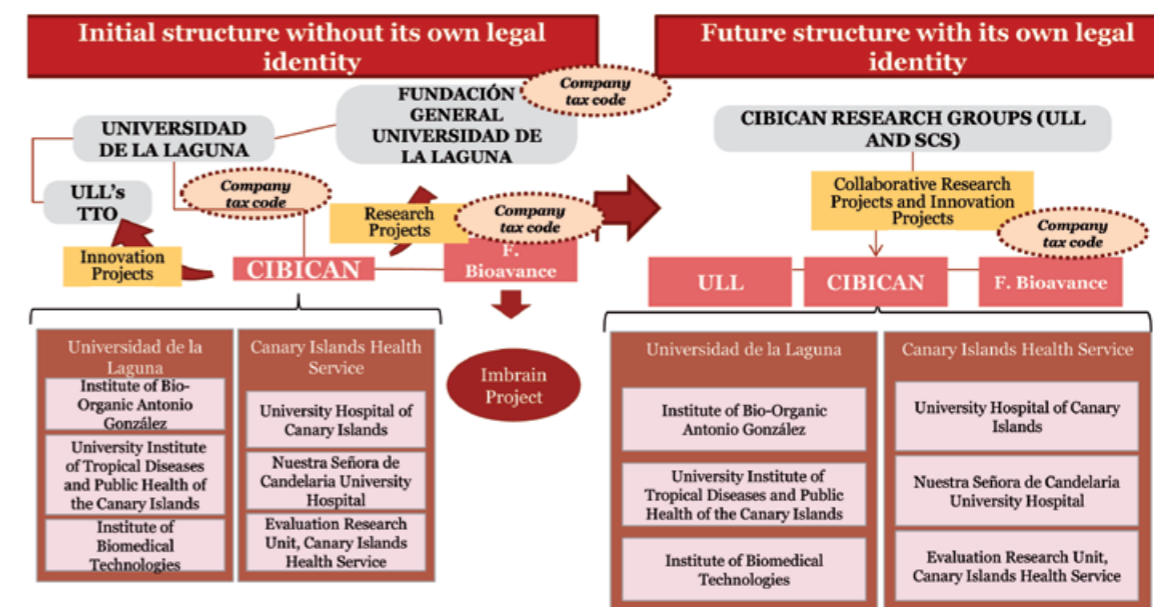 Initial structure without its own legal
identity
Future structure with its own legal
identity
Company
tax code
FUNDACIÓN
GENERAL
UNIVERSIDAD DE
LA LAGUNA
UNIVERSIDAD
DE LA LAGUNA
Company
tax code
ULL's
TTO
Research
Projects
Company
tax code
Innovation
Projects
CIBICAN
F.
Bioavance
Universidad de la
Laguna
Institute of Bio-
Organic Antonio
González
University Institute
of Tropical Diseases
and Public Health of
the Canary Islands
Institute of
Biomedical
Technologies
Canary Islands Health
Service
University Hospital of
Canary Islands
Nuestra Señora de
Candelaria University
Hospital
Evaluation Research
Unit, Canary Islands
Health Service
Imbrain
Project
CIBICAN RESEARCH GROUPS (ULL
AND SCS)
Collaborative Research
Projects and Innovation
Projects
Company
tax code
ULL
CIBICAN
F. Bioavance
Universidad de la Laguna
Institute of Bio-Organic
Antonio González
University Institute of
Tropical Diseases and Public
Health of the Canary Islands
Institute of Biomedical
Technologies
Canary Islands Health Service
University Hospital of Canary
Islands
Nuestra Señora de Candelaria
University Hospital
Evaluation Research Unit,
Canary Islands Health Service